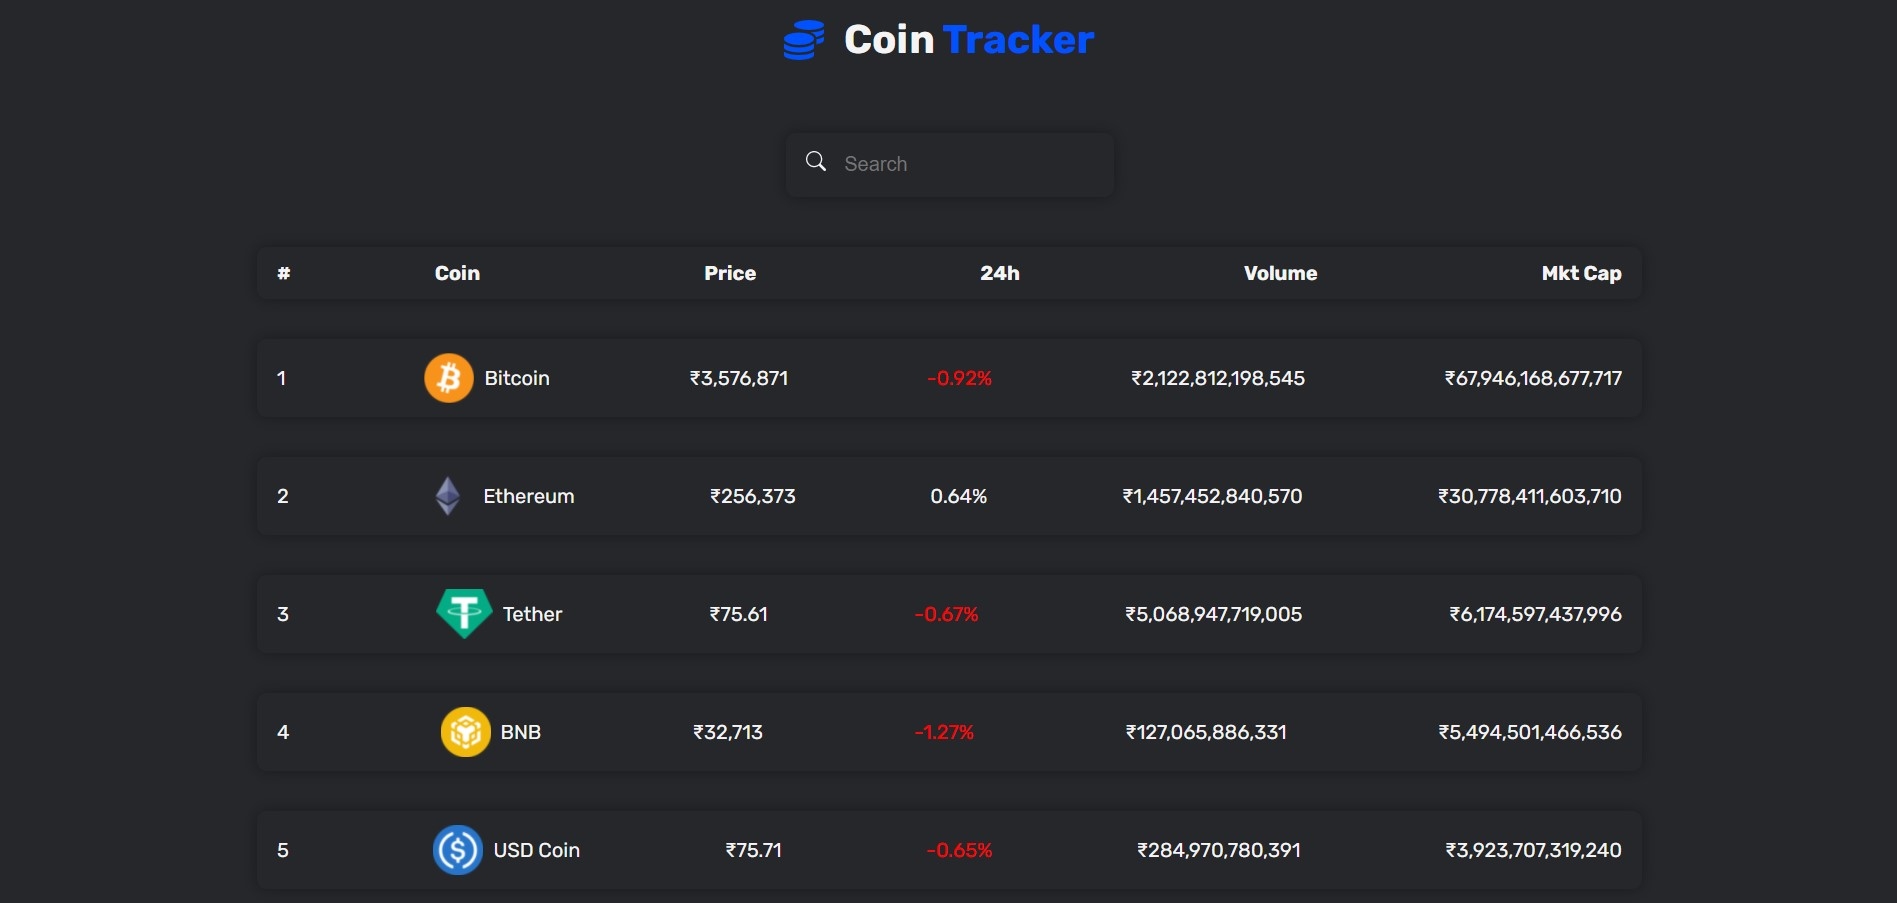 Coin Tracker
Search
# Coin Price 24h Volume Mkt Cap
1 Bitcoin ₹3,576,871 -0.92% ₹2,122,812,198,545 ₹67,946,168,677,717
2 Ethereum ₹256,373 0.64% ₹1,457,452,840,570 ₹30,778,411,603,710
3 Tether ₹75.61 -0.67% ₹5,068,947,719,005 ₹6,174,597,437,996
4 BNB ₹32,713 -1.27% ₹127,065,886,331 ₹5,494,501,466,536
5 USD Coin ₹75.71 -0.65% ₹284,970,780,391 ₹3,923,707,319,240